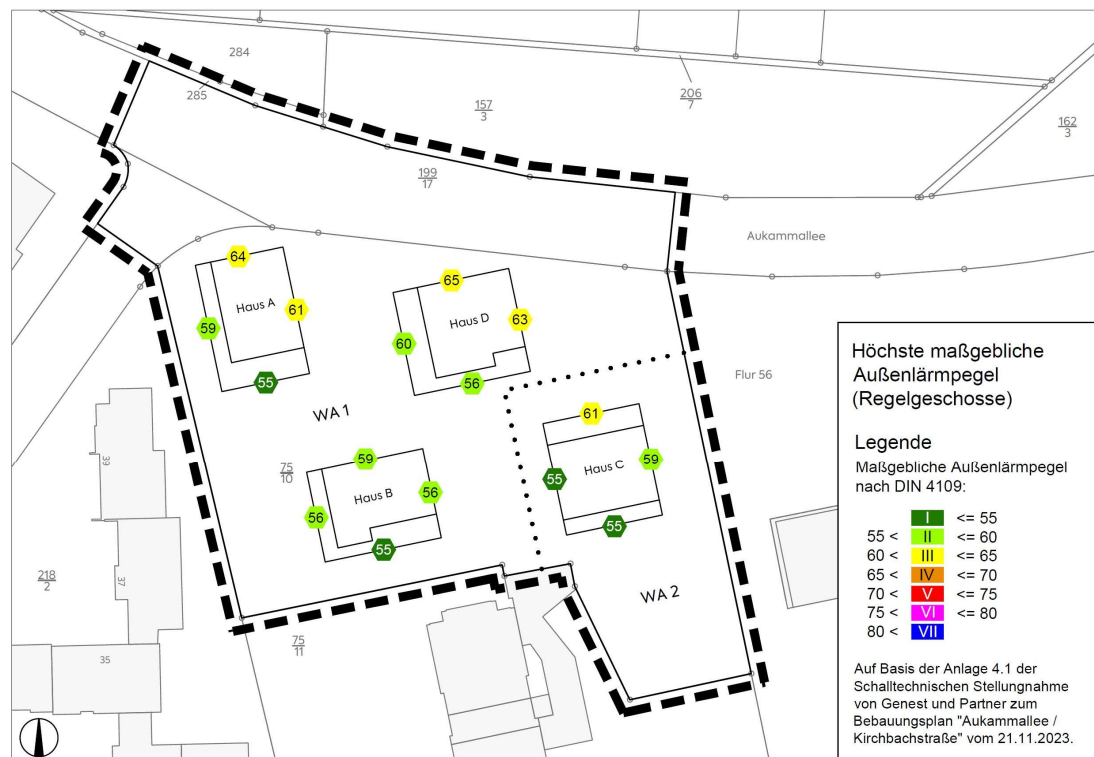 284
285
157
3
206
7
162
3
199
17
Aukammallee
64
65
Haus A
61
59
Haus D
63
60
55
56
Flur 56
WA 1
61
59
59
Haus C
55
55
75
10
Haus B
56
56
55
39
37
218
2
35
75
11
WA 2
Höchste maßgebliche
Außenlärmpegel
(Regelgeschosse)
Legende
Maßgebliche Außenlärmpegel
nach DIN 4109:
I <= 55
55 < II <= 60
60 < III <= 65
65 < IV <= 70
70 < V <= 75
75 < VI <= 80
80 < VII
Auf Basis der Anlage 4.1 der
Schalltechnischen Stellungnahme
von Genest und Partner zum
Bebauungsplan "Aukammallee /
Kirchbachstraße" vom 21.11.2023.